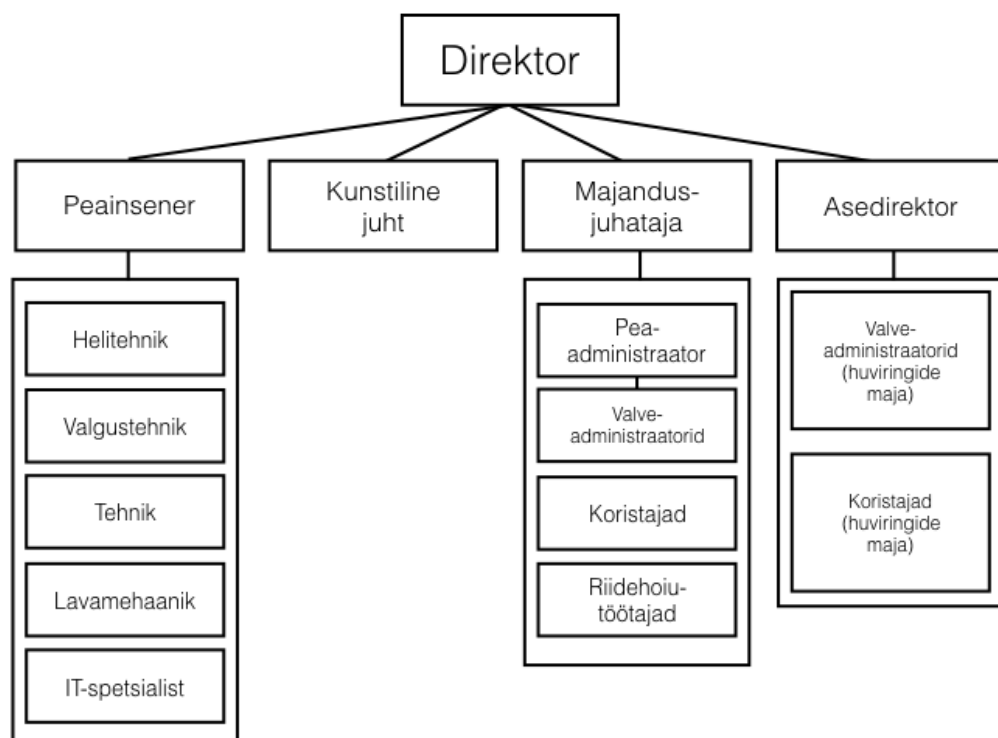 Direktor
Peainsener
Kunstiline
juht
Majandus-
juhataja
Asedirektor
Helitehnik
Valgustehnik
Tehnik
Lavamehaanik
IT-spetsialist
Pea-
administraator
Valve-
administraatorid
Koristajad
Riidehoiu-
töötajad
Valve-
administraatorid
(huviringide
maja)
Koristajad
(huviringide
maja)